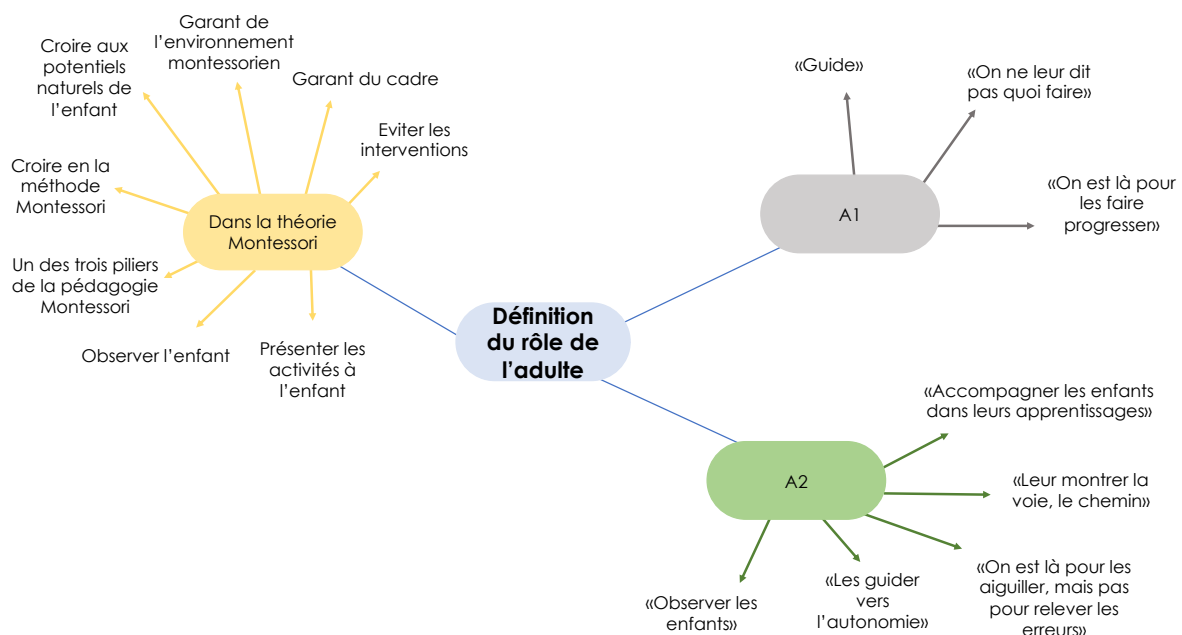 Garant de
l'environnement
montessorien
Croire aux
potentiels
naturels de
l'enfant
Garant du cadre
Eviter les
interventions
Croire en la
méthode
Montessori
Dans la théorie
Montessori
Un des trois piliers
de la pédagogie
Montessori
Observer l'enfant
Présenter les
activités à
l'enfant
Définition
du rôle de
l'adulte
«Guide»
«On ne leur dit
pas quoi faire»
A1
«On est là pour
les faire
progressen»
A2
«Accompagner les enfants
dans leurs apprentissages»
«Leur montrer la
voie, le chemin»
«On est là pour les
aiguiller, mais pas
pour relever les
erreurs»
«Les guider
vers
l'autonomie»
«Observer les
enfants»